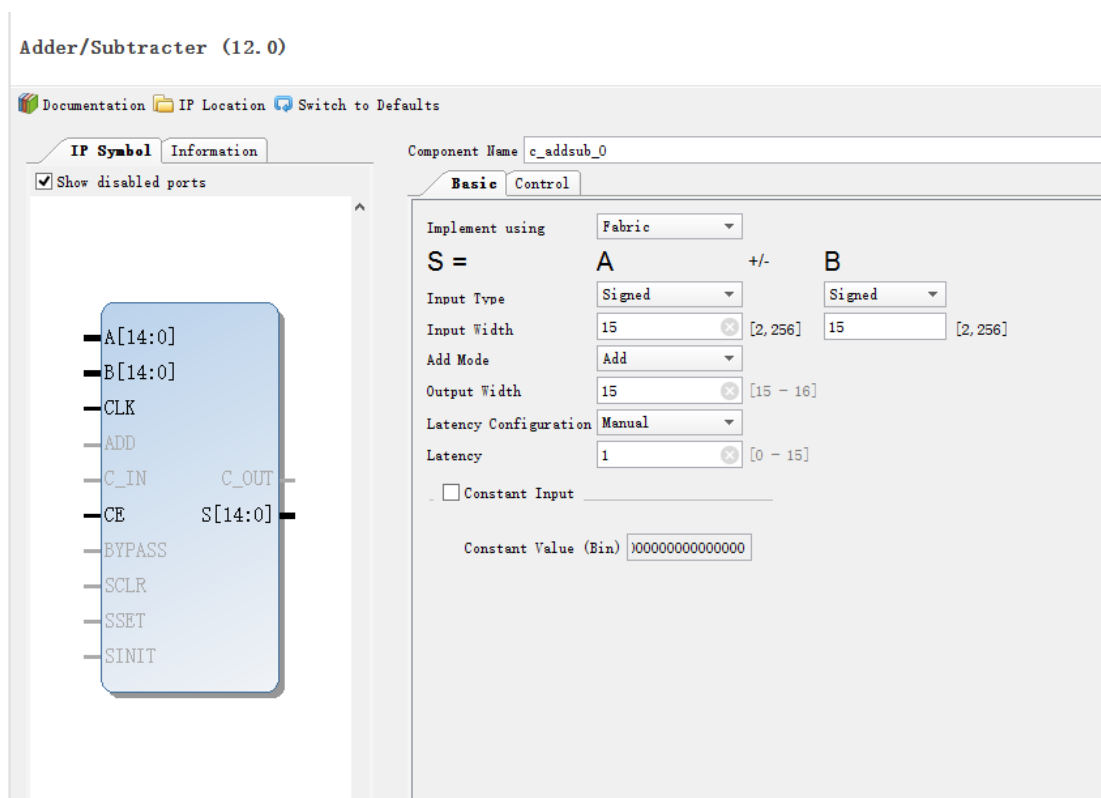 Adder/Subtracter (12.0)
Documentation IP Location Switch to Defaults
IP Symbol Information
Show disabled ports
A[14:0]
B[14:0]
CLK
ADD
C_IN C_OUT
CE S[14:0]
BYPASS
SCLR
SSET
SINIT
Component Name c_addsub_0
Basic Control
Implement using Fabric
S = A +/- B
Input Type Signed Signed
Input Width 15 [2,256] 15 [2,256]
Add Mode Add
Output Width 15 [15 - 16]
Latency Configuration Manual
Latency 1 [0 - 15]
Constant Input
Constant Value (Bin) )00000000000000